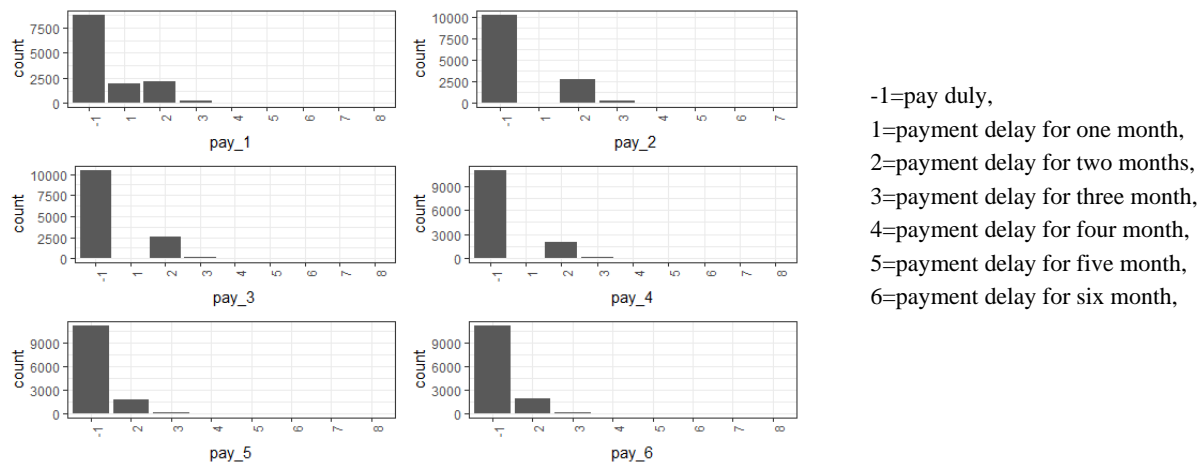 7500
5000
2500
0
count
-1 1 2 3 4 5 6 7 8
pay_1
10000
7500
5000
2500
0
count
-1 1 2 3 4 5 6 7
pay_2
10000
7500
5000
2500
0
count
-1 1 2 3 4 5 6 7 8
pay_3
9000
6000
3000
0
count
-1 1 2 3 4 5 6 7 8
pay_4
9000
6000
3000
0
count
-1 2 3 4 5 6 7 8
pay_5
9000
6000
3000
0
count
-1 2 3 4 5 6 7 8
pay_6
-1=pay duly,
1=payment delay for one month,
2=payment delay for two months,
3=payment delay for three month,
4=payment delay for four month,
5=payment delay for five month,
6=payment delay for six month,